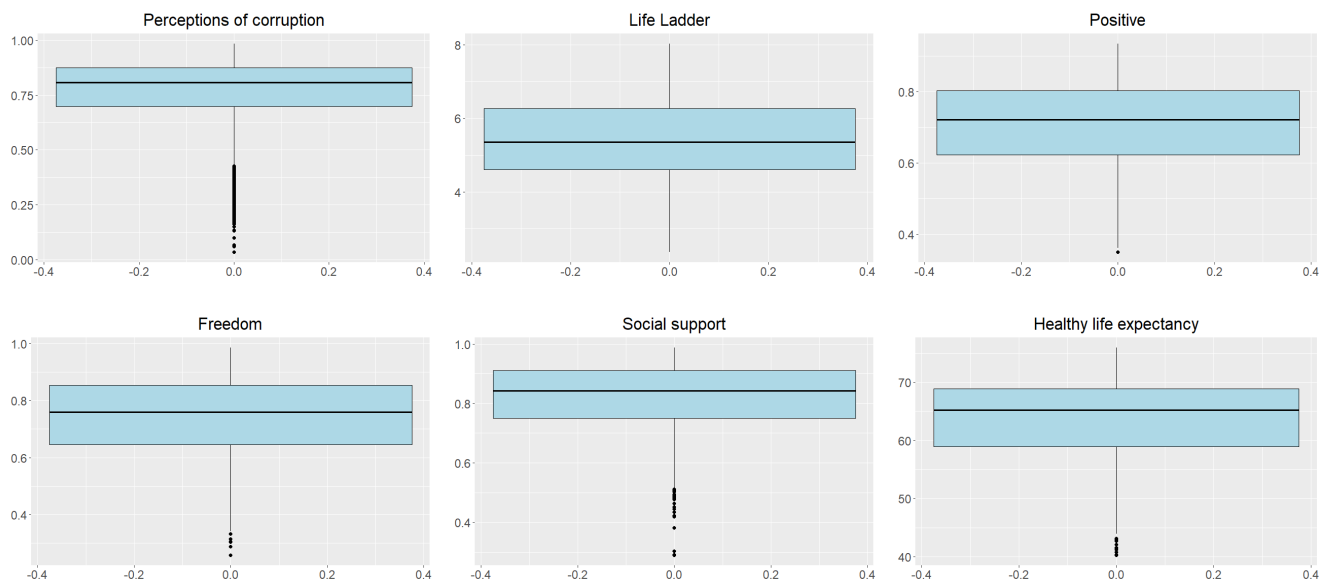 Perceptions of corruption
1.00
0.75
0.50
0.25
0.00
-0.4 -0.2 0.0 0.2 0.4
Life Ladder
8
6
4
-0.4 -0.2 0.0 0.2 0.4
Positive
0.8
0.6
0.4
-0.4 -0.2 0.0 0.2 0.4
Freedom
1.0
0.8
0.6
0.4
-0.4 -0.2 0.0 0.2 0.4
Social support
1.0
0.8
0.6
0.4
-0.4 -0.2 0.0 0.2 0.4
Healthy life expectancy
70
60
50
40
-0.4 -0.2 0.0 0.2 0.4